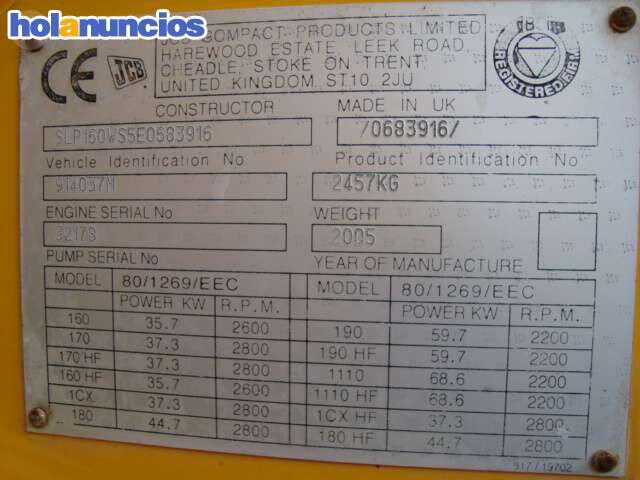 holanuncios
CE JCB
JCB COMPACT PRODUCTS LIMITED
HAREWOOD ESTATE, LEEK ROAD,
CHEADLE, STOKE ON TRENT,
UNITED KINGDOM, ST10 2JU
REGISTERED
CONSTRUCTOR MADE IN UK
SLP160WS5E0683916 /0683916/
Vehicle Identification No Product Identification No
2457KG
ENGINE SERIAL No WEIGHT
2005
PUMP SERIAL No YEAR OF MANUFACTURE
MODEL 80/1269/EEC MODEL 80/1269/EEC
POWER KW R.P.M. POWER KW R.P.M.
160 35.7 2600 190 59.7 2200
170 37.3 2800 190 HF 59.7 2200
170 HF 37.3 2800 1110 68.6 2200
160 HF 35.7 2600 1110 HF 68.6 2200
1CX 37.3 2800 1CX HF 37.3 2800
180 44.7 2800 180 HF 44.7 2800
917/19702